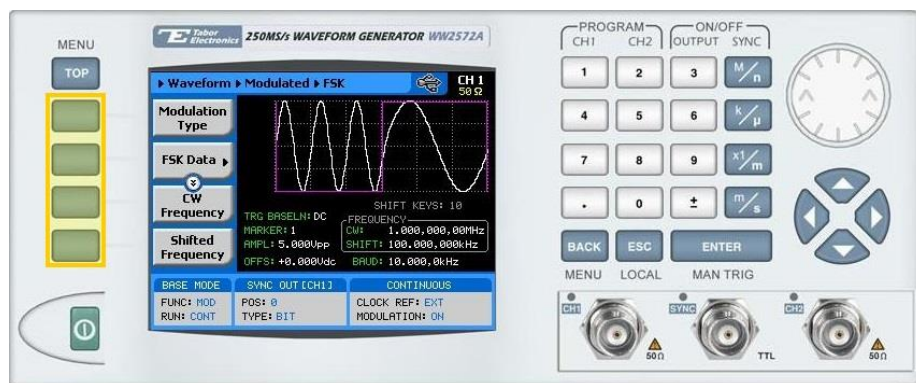 MENU
TOP
Tabor Electronics 250MS/s WAVEFORM GENERATOR WW2572A
Waveform Modulated FSK
CH 1
50 Ω
Modulation Type
FSK Data
CW Frequency
Shifted Frequency
SHIFT KEYS: 10
TRG BASELN: DC
MARKER: 1
AMPL: 5.000Vpp
OFFS: +0.000Vdc
FREQUENCY
CW: 1.000,000,00MHz
SHIFT: 100.000,000kHz
BAUD: 10.000,0kHz
BASE MODE
FUNC: MOD
RUN: CONT
SYNC OUT [CH1]
POS: 0
TYPE: BIT
CONTINUOUS
CLOCK REF: EXT
MODULATION: ON
PROGRAM
CH1 CH2
ON/OFF
OUTPUT SYNC
1 2 3 M/n
4 5 6 k/μ
7 8 9 x1/m
. 0 ± m/s
BACK ESC ENTER
MENU LOCAL MAN TRIG
CH1 SYNC CH2
50Ω TTL 50Ω